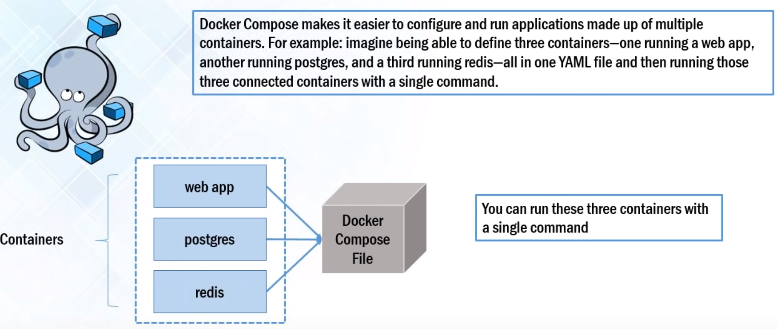 Docker Compose makes it easier to configure and run applications made up of multiple
containers. For example: imagine being able to define three containers—one running a web app,
another running postgres, and a third running redis—all in one YAML file and then running those
three connected containers with a single command.
web app
postgres
redis
Containers
Docker
Compose
File
You can run these three containers with
a single command